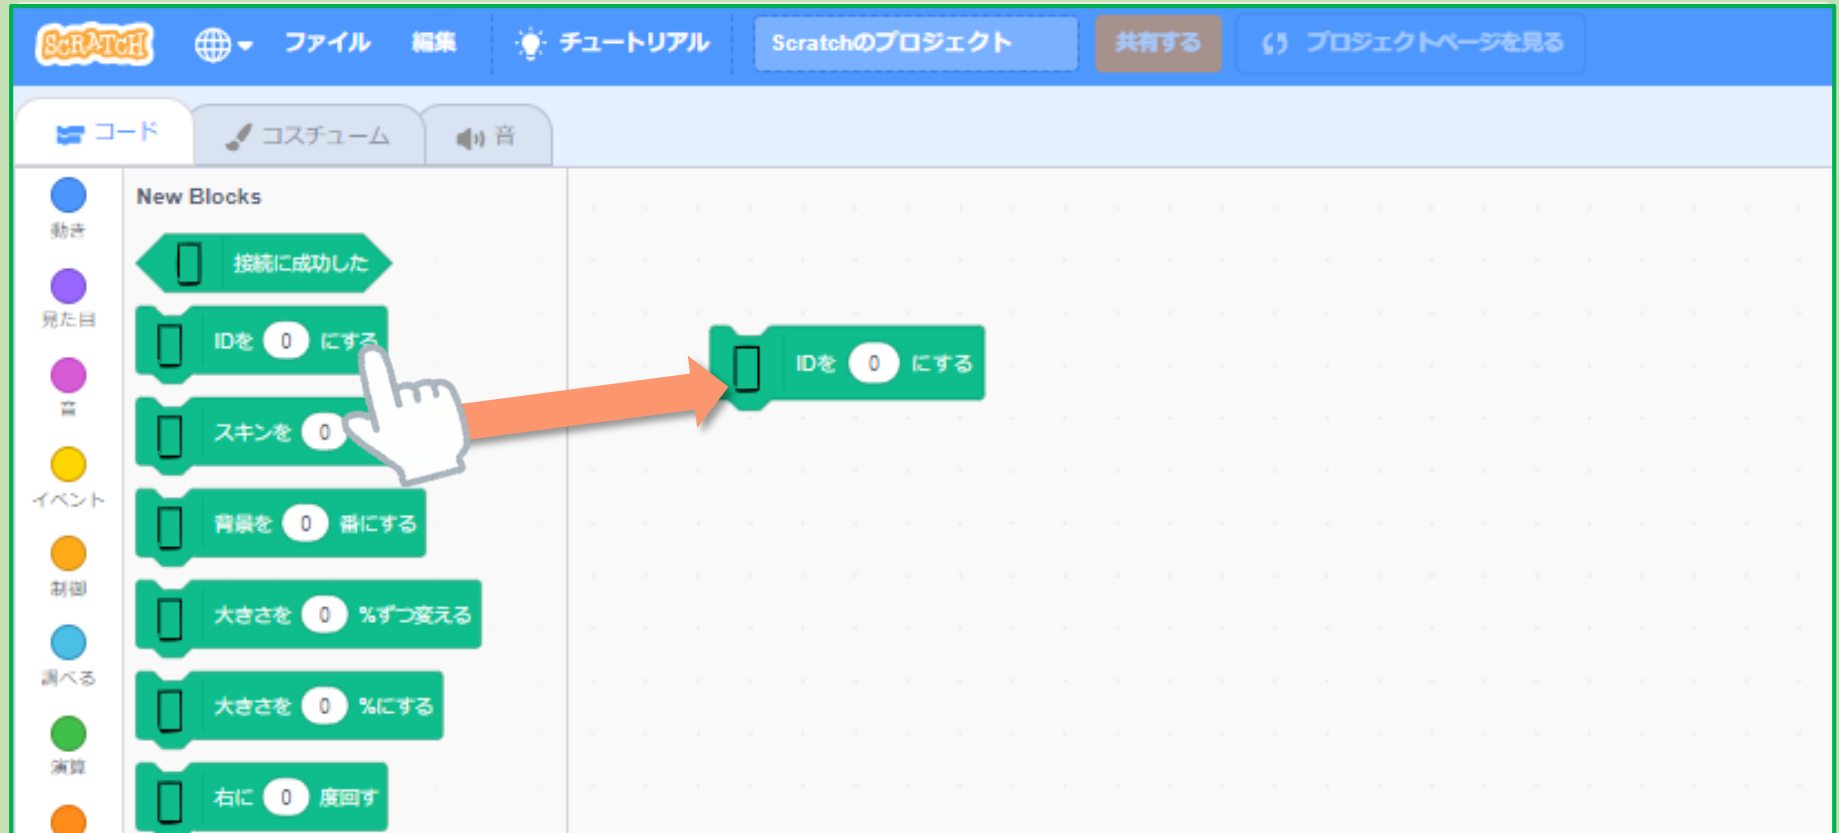 SCRATCH ファイル 編集 チュートリアル Scratchのプロジェクト 共有する プロジェクトページを見る
コード コスチューム 音
動き
見た目
音
イベント
制御
調べる
演算
New Blocks
接続に成功した
IDを 0 にする
スキンを 0
背景を 0 番にする
大きさを 0 %ずつ変える
大きさを 0 %にする
右に 0 度回す
IDを 0 にする